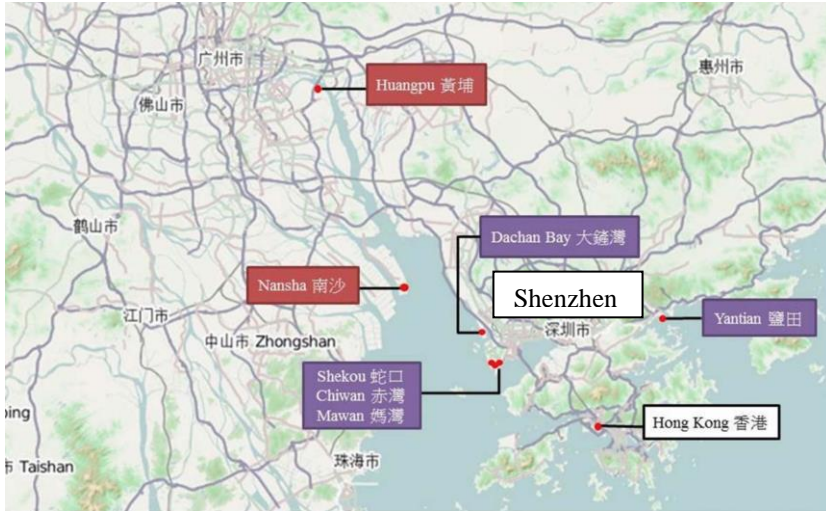 广州市
惠州市
Huangpu 黃埔
佛山市
鹤山市
Dachan Bay 大鏟灣
Nansha 南沙
Shenzhen
江门市
深圳市
Yantian 鹽田
中山市 Zhongshan
Shekou 蛇口
Chiwan 赤灣
Mawan 媽灣
ping
Hong Kong 香港
珠海市
市 Taishan